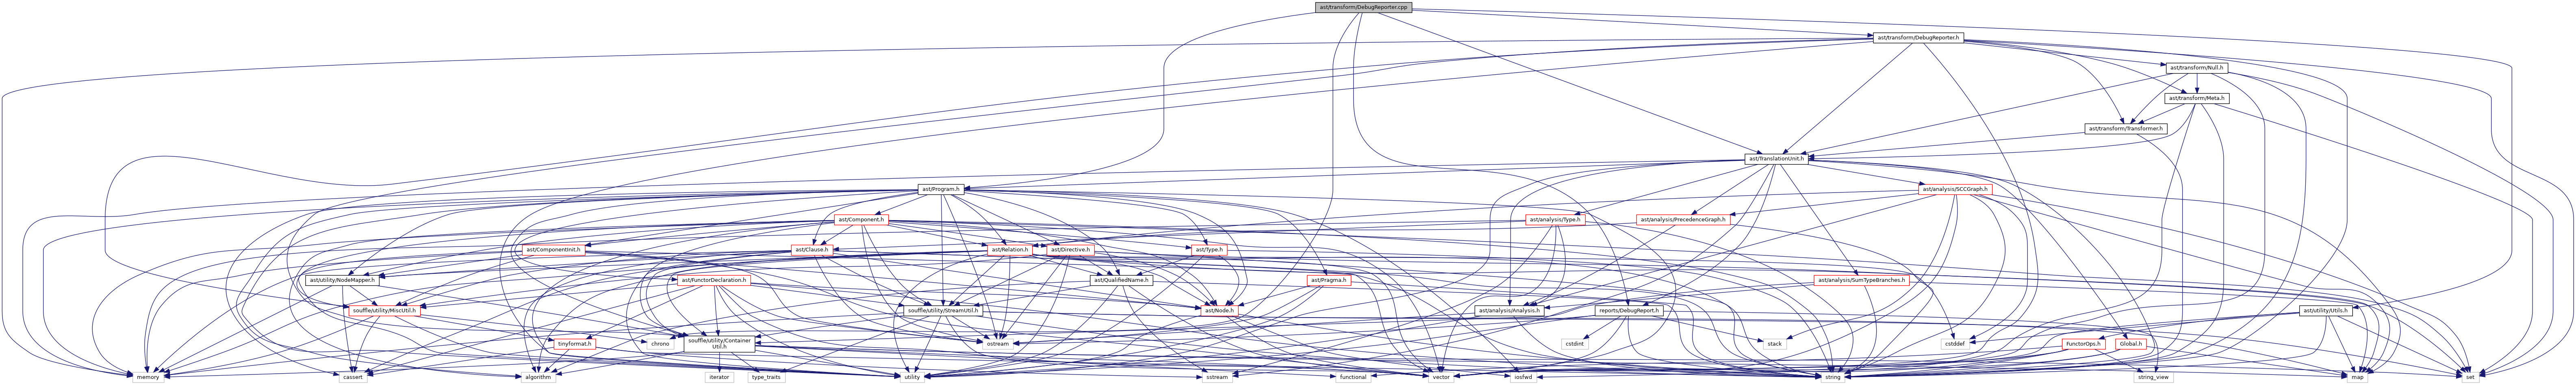 ast/transform/DebugReporter.cpp
ast/transform/DebugReporter.h
ast/transform/Null.h
ast/transform/Meta.h
ast/transform/Transformer.h
ast/TranslationUnit.h
ast/Program.h
ast/analysis/SCCGraph.h
ast/Component.h
ast/analysis/Type.h
ast/analysis/PrecedenceGraph.h
ast/ComponentInit.h
ast/Clause.h
ast/Relation.h
ast/Directive.h
ast/Type.h
ast/utility/NodeMapper.h
ast/FunctorDeclaration.h
ast/QualifiedName.h
ast/Pragma.h
ast/analysis/SumTypeBranches.h
souffle/utility/MiscUtil.h
souffle/utility/StreamUtil.h
ast/Node.h
ast/analysis/Analysis.h
reports/DebugReport.h
ast/utility/Utils.h
tinyformat.h
chrono
souffle/utility/Container
Util.h
ostream
cstdint
stack
cstddef
FunctorOps.h
Global.h
memory
cassert
algorithm
utility
iterator
type_traits
sstream
functional
vector
iosfwd
string
string_view
map
set